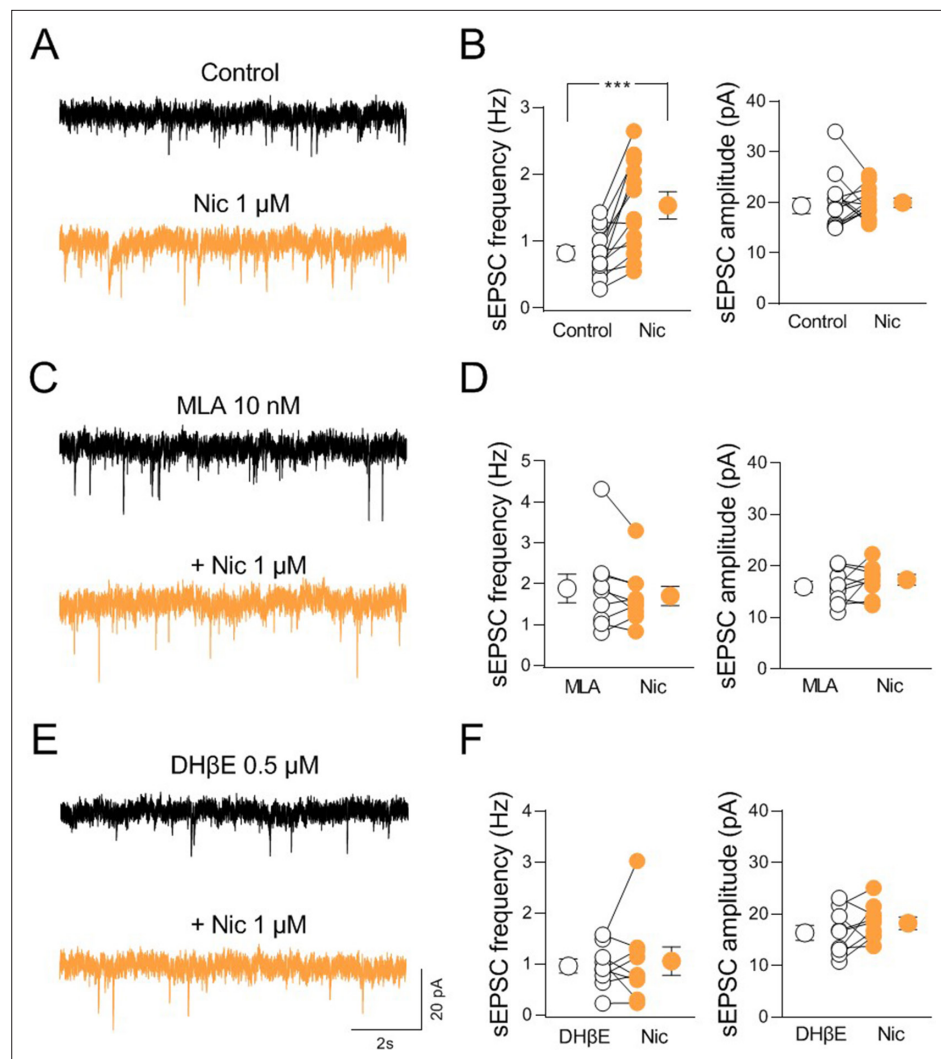 A
Control
Nic 1 µM
B
***
sEPSC frequency (Hz)
3
2
1
0
Control Nic
sEPSC amplitude (pA)
40
30
20
10
0
Control Nic
C
MLA 10 nM
+ Nic 1 µM
D
sEPSC frequency (Hz)
5
4
3
2
1
0
MLA Nic
sEPSC amplitude (pA)
40
30
20
10
0
MLA Nic
E
DHβE 0.5 µM
+ Nic 1 µM
20 pA
2s
F
sEPSC frequency (Hz)
4
3
2
1
0
DHβE Nic
sEPSC amplitude (pA)
40
30
20
10
0
DHβE Nic